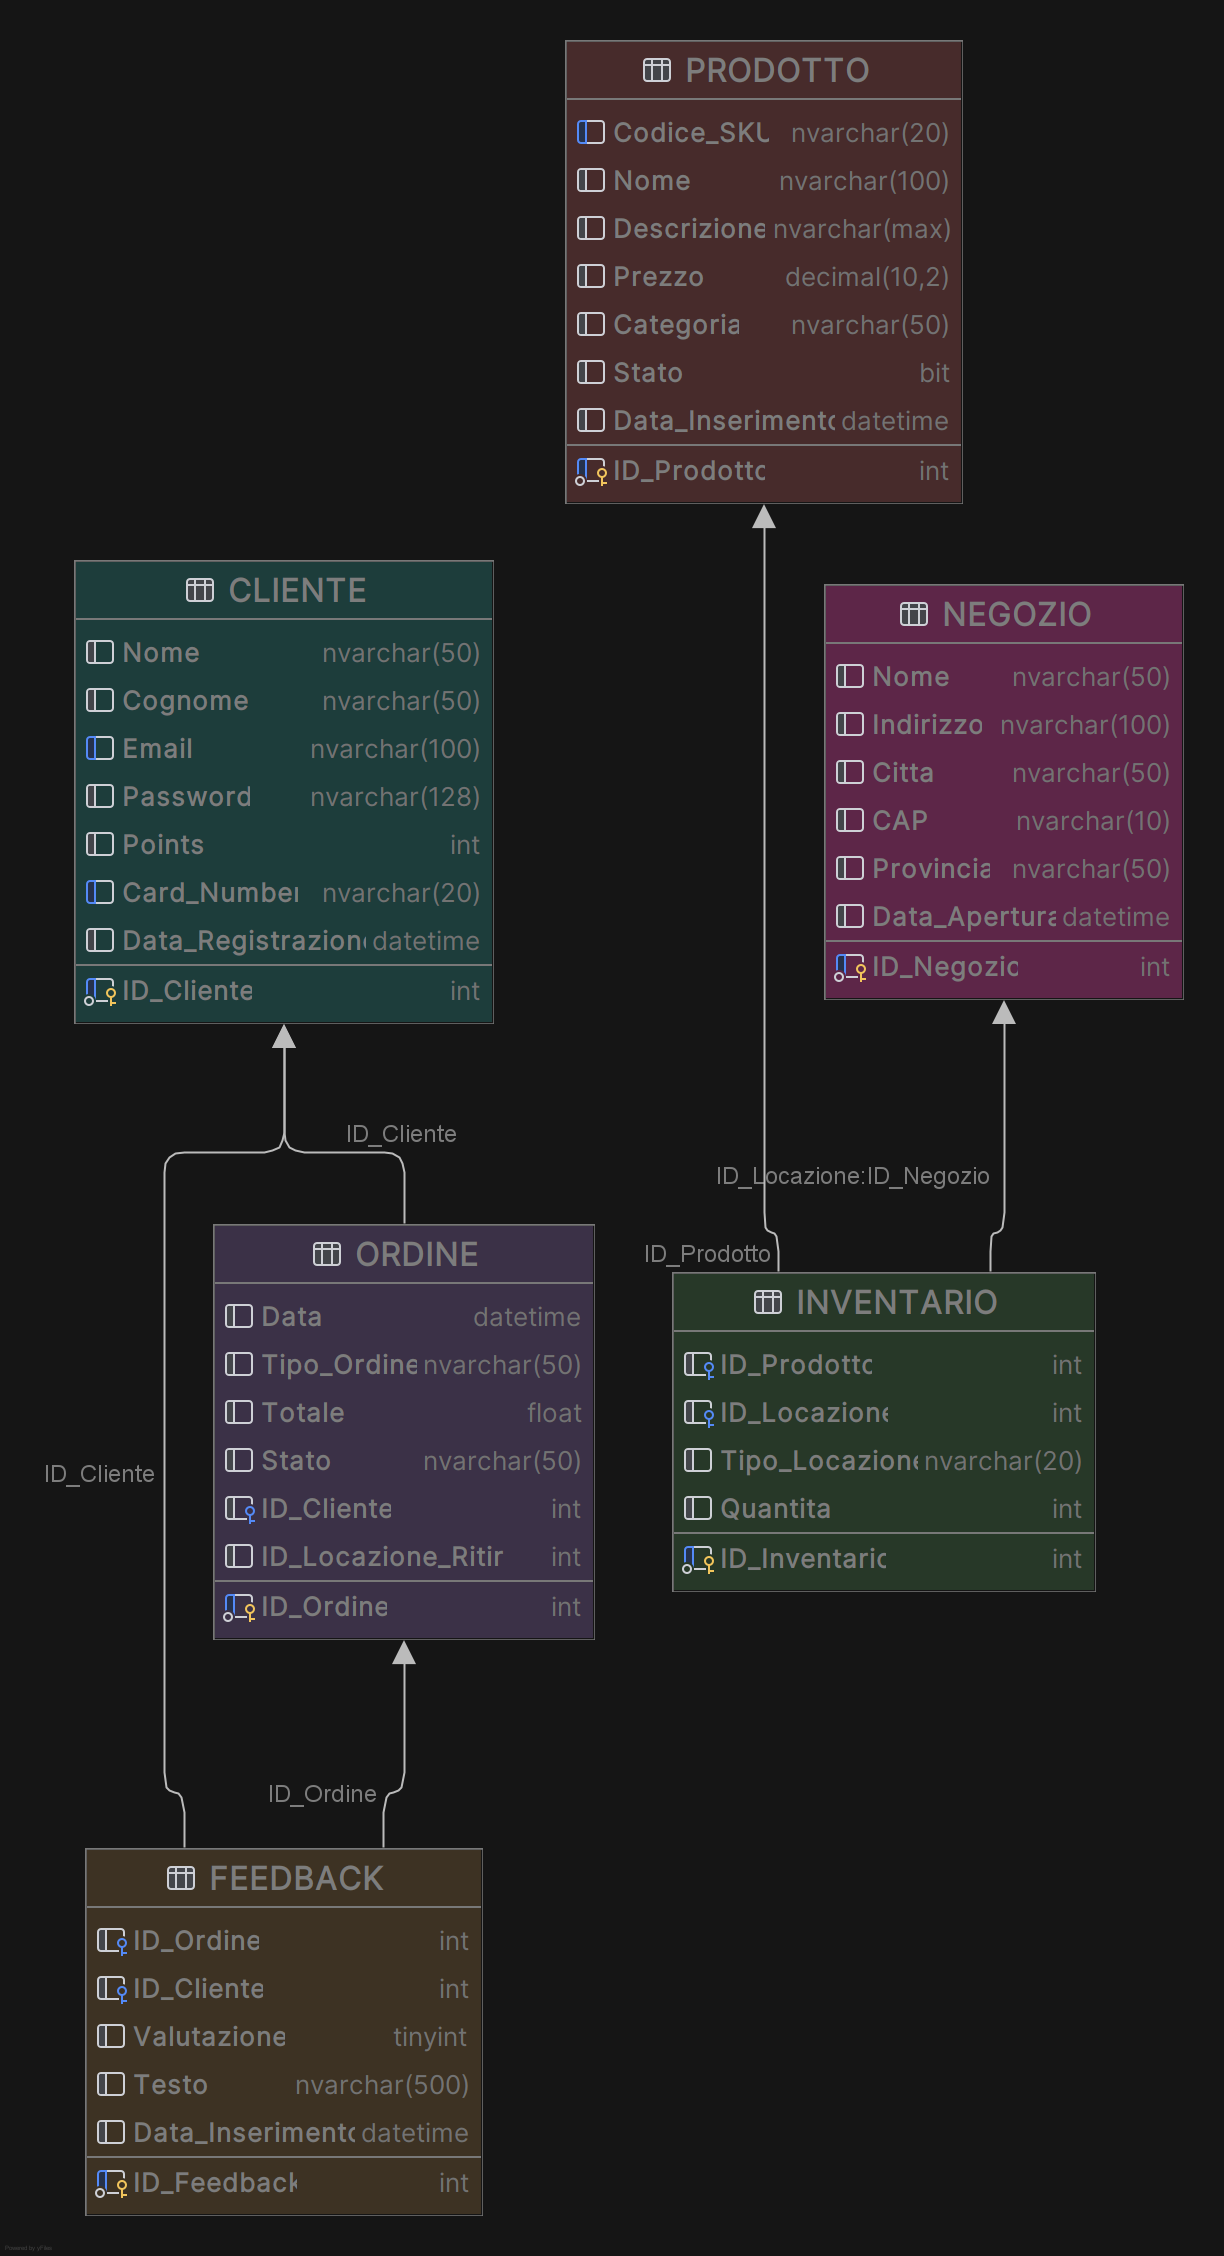 PRODOTTO
Codice_SKU nvarchar(20)
Nome nvarchar(100)
Descrizione nvarchar(max)
Prezzo decimal(10,2)
Categoria nvarchar(50)
Stato bit
Data_Inserimento datetime
ID_Prodotto int
CLIENTE
Nome nvarchar(50)
Cognome nvarchar(50)
Email nvarchar(100)
Password nvarchar(128)
Points int
Card_Number nvarchar(20)
Data_Registrazion datetime
ID_Cliente int
NEGOZIO
Nome nvarchar(50)
Indirizzo nvarchar(100)
Citta nvarchar(50)
CAP nvarchar(10)
Provincia nvarchar(50)
Data_Apertura datetime
ID_Negozio int
ID_Cliente
ID_Locazione:ID_Negozio
ID_Prodotto
ORDINE
Data datetime
Tipo_Ordine nvarchar(50)
Totale float
Stato nvarchar(50)
ID_Cliente int
ID_Locazione_Ritir int
ID_Ordine int
INVENTARIO
ID_Prodotto int
ID_Locazione int
Tipo_Locazione nvarchar(20)
Quantita int
ID_Inventario int
ID_Cliente
ID_Ordine
FEEDBACK
ID_Ordine int
ID_Cliente int
Valutazione tinyint
Testo nvarchar(500)
Data_Inserimento datetime
ID_Feedback int
Powered by yFiles